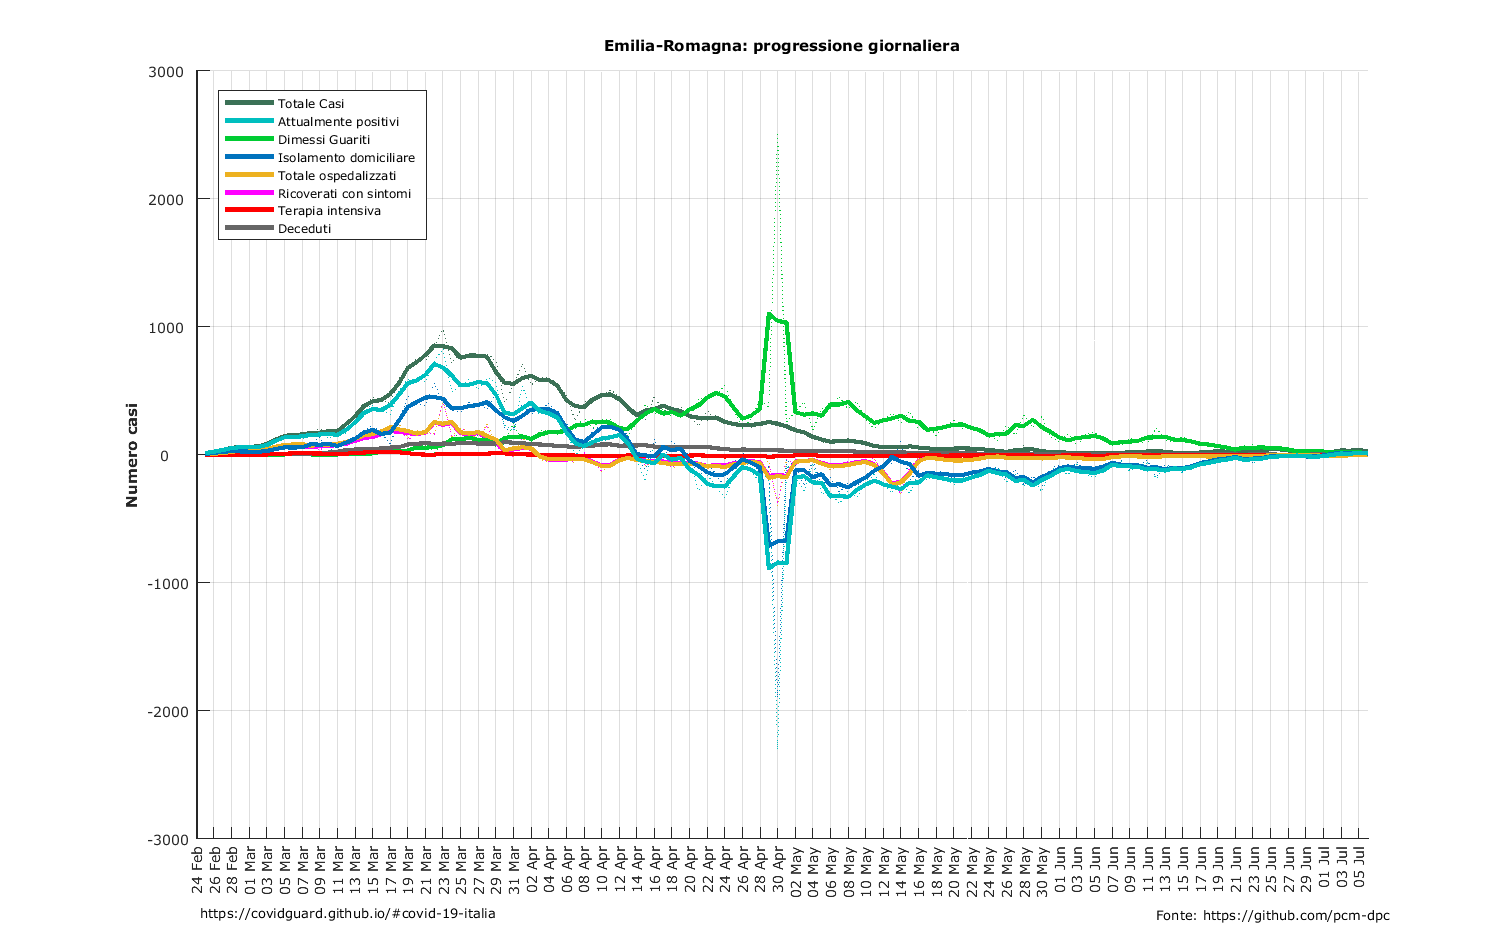 Emilia-Romagna: progressione giornaliera
3000
2000
1000
0
-1000
-2000
-3000
Numero casi
Totale Casi
Attualmente positivi
Dimessi Guariti
Isolamento domiciliare
Totale ospedalizzati
Ricoverati con sintomi
Terapia intensiva
Deceduti
24 Feb
26 Feb
28 Feb
01 Mar
03 Mar
05 Mar
07 Mar
09 Mar
11 Mar
13 Mar
15 Mar
17 Mar
19 Mar
21 Mar
23 Mar
25 Mar
27 Mar
29 Mar
31 Mar
02 Apr
04 Apr
06 Apr
08 Apr
10 Apr
12 Apr
14 Apr
16 Apr
18 Apr
20 Apr
22 Apr
24 Apr
26 Apr
28 Apr
30 Apr
02 May
04 May
06 May
08 May
10 May
12 May
14 May
16 May
18 May
20 May
22 May
24 May
26 May
28 May
30 May
01 Jun
03 Jun
05 Jun
07 Jun
09 Jun
11 Jun
13 Jun
15 Jun
17 Jun
19 Jun
21 Jun
23 Jun
25 Jun
27 Jun
29 Jun
01 Jul
03 Jul
05 Jul
https://covidguard.github.io/#covid-19-italia
Fonte: https://github.com/pcm-dpc